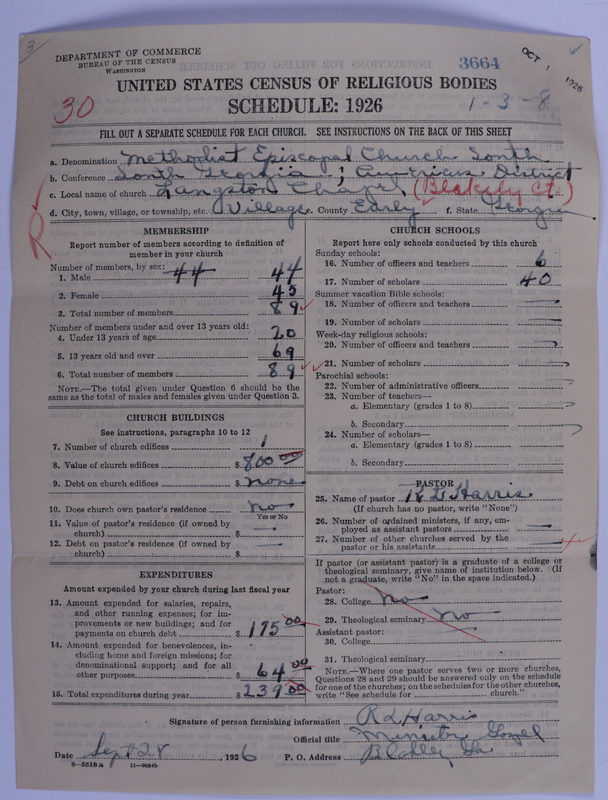 3
DEPARTMENT OF COMMERCE
BUREAU OF THE CENSUS
WASHINGTON
3664
OCT 1 1926
UNITED STATES CENSUS OF RELIGIOUS BODIES
30
SCHEDULE: 1926
1-3-8
FILL OUT A SEPARATE SCHEDULE FOR EACH CHURCH. SEE INSTRUCTIONS ON THE BACK OF THIS SHEET
a. Denomination Methodist Episcopal Church South
b. Conference South Georgia ; Americus District
c. Local name of church Langston Chapel (Blakely Ct.)
d. City, town, village, or township, etc. Village e. County Early f. State Georgia
R
MEMBERSHIP
Report number of members according to definition of member in your church
Number of members, by sex:
1. Male 44 44
2. Female 45
3. Total number of members 89
Number of members under and over 13 years old:
4. Under 13 years of age 20
5. 13 years old and over 69
6. Total number of members 89
NOTE.—The total given under Question 6 should be
same as the total of males and females given under Question 3.
CHURCH BUILDINGS
See instructions, paragraphs 10 to 12
7. Number of church edifices 1
8. Value of church edifices $ 800 00
9. Debt on church edifices $ none
10. Does church own pastor's residence no
Yes or No
11. Value of pastor's residence (if owned by
church) $ —
12. Debt on pastor's residence (if owned by
church) $ —
EXPENDITURES
Amount expended by your church during last fiscal year
13. Amount expended for salaries, repairs,
and other running expenses; for im-
provements or new buildings; and for
payments on church debt $ 175 00
14. Amount expended for benevolences, in-
cluding home and foreign missions; for
denominational support; and for all
other purposes $ 64 00
15. Total expenditures during year $ 239 00
CHURCH SCHOOLS
Report here only schools conducted by this church
Sunday schools:
16. Number of officers and teachers 6
17. Number of scholars 40
Summer vacation Bible schools:
18. Number of officers and teachers —
19. Number of scholars —
Week-day religious schools:
20. Number of officers and teachers —
21. Number of scholars —
Parochial schools:
22. Number of administrative officers —
23. Number of teachers—
a. Elementary (grades 1 to 8) —
b. Secondary —
24. Number of scholars—
a. Elementary (grades 1 to 8)
b. Secondary
PASTOR
25. Name of pastor R L Harris
(If church has no pastor, write "None")
26. Number of ordained ministers, if any, em-
ployed as assistant pastors —
27. Number of other churches served by the
pastor or his assistants —
If pastor (or assistant pastor) is a graduate of a college or
theological seminary, give name of institution below. (If
not a graduate, write "No" in the space indicated.)
Pastor:
28. College no
29. Theological seminary no
Assistant pastor:
30. College
31. Theological seminary
NOTE.—Where one pastor serves two or more churches,
Questions 28 and 29 should be answered only on the schedule
for one of the churches; on the schedules for the other churches,
write "See schedule for church."
Signature of person furnishing information R L Harris
Official title Minister Gospel
Date Sept 28, 1926 P. O. Address Blakley Ga
8-5518 a